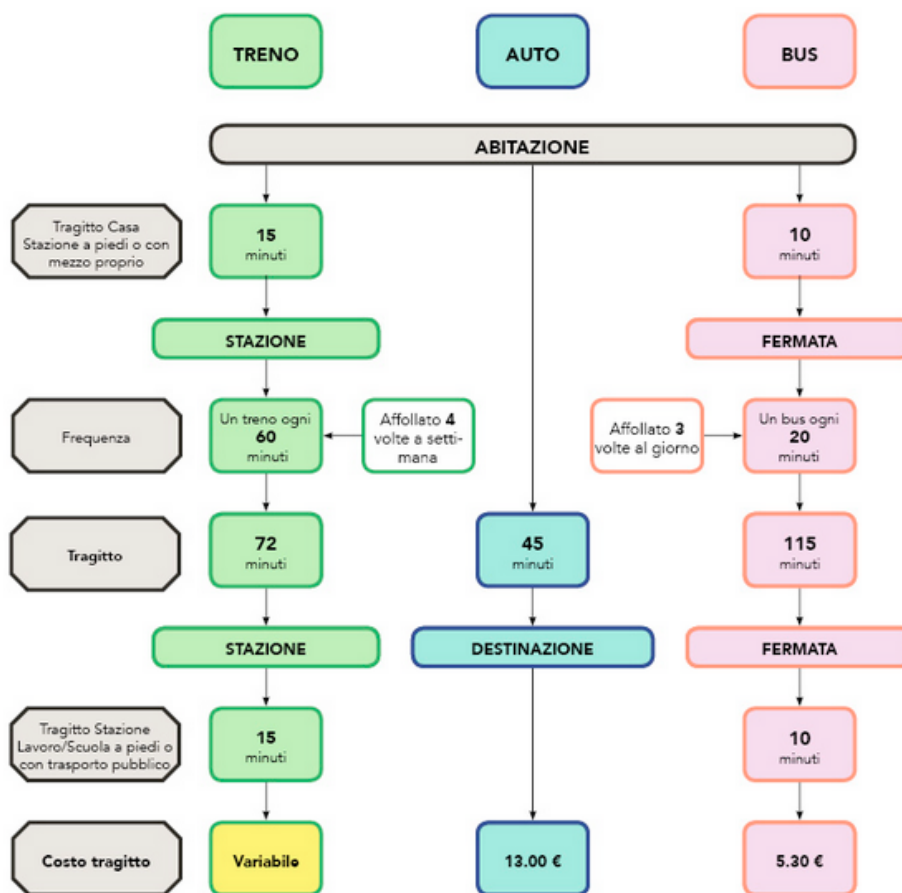 TRENO
AUTO
BUS
ABITAZIONE
Tragitto Casa
Stazione a piedi o con
mezzo proprio
15
minuti
10
minuti
STAZIONE
FERMATA
Frequenza
Un treno ogni
60
minuti
Affollato 4
volte a setti-
mana
Affollato 3
volte al giorno
Un bus ogni
20
minuti
Tragitto
72
minuti
45
minuti
115
minuti
STAZIONE
DESTINAZIONE
FERMATA
Tragitto Stazione
Lavoro/Scuola a piedi o
con trasporto pubblico
15
minuti
10
minuti
Costo tragitto
Variabile
13.00 €
5.30 €